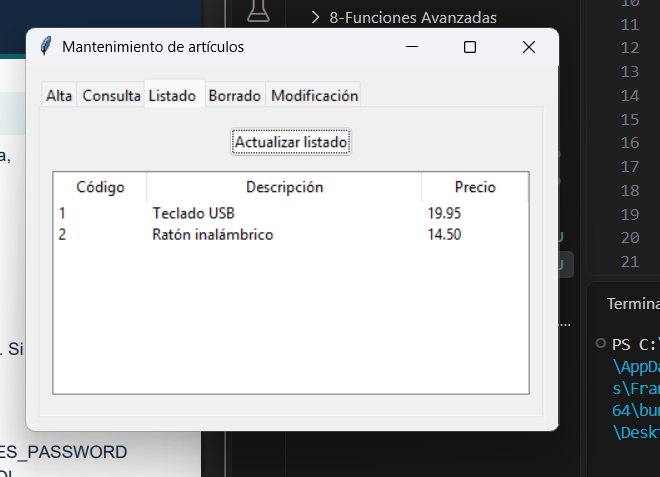 8-Funciones Avanzadas
Mantenimiento de artículos
Alta Consulta Listado Borrado Modificación
Actualizar listado
Código Descripción Precio
1 Teclado USB 19.95
2 Ratón inalámbrico 14.50
a,
. Si
ES_PASSWORD
10
11
12
13
14
15
16
17
18
19
20
21
U
U
...
Termina
PS C:\
\AppDa
s\Fran
64\bun
\Deskt